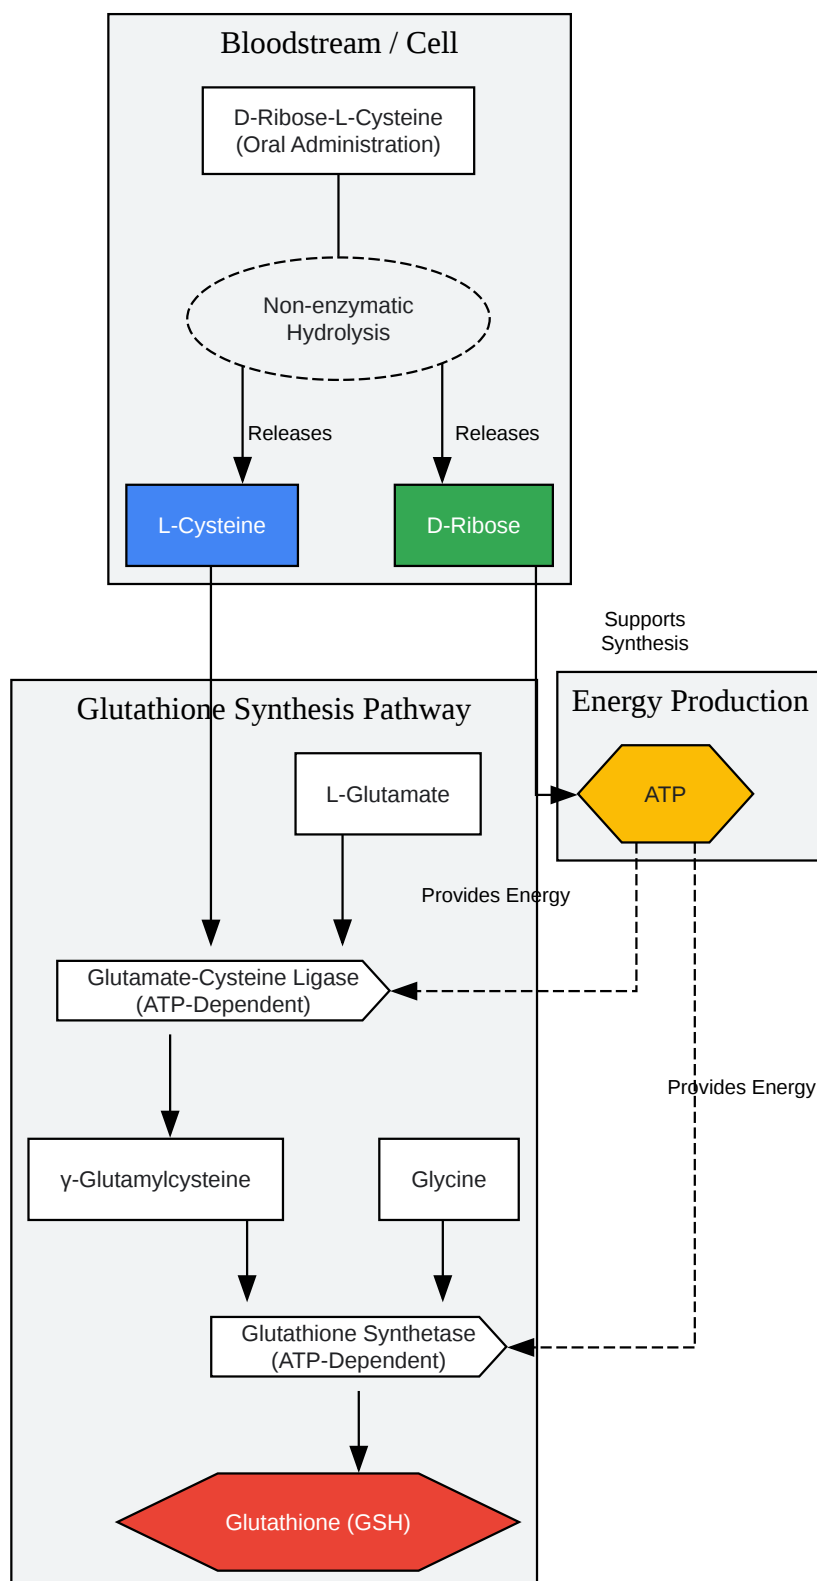 Bloodstream / Cell
D-Ribose-L-Cysteine
(Oral Administration)
Non-enzymatic
Hydrolysis
Releases
Releases
L-Cysteine
D-Ribose
Supports
Synthesis
Glutathione Synthesis Pathway
Energy Production
L-Glutamate
ATP
Provides Energy
Glutamate-Cysteine Ligase
(ATP-Dependent)
Provides Energy
γ-Glutamylcysteine
Glycine
Glutathione Synthetase
(ATP-Dependent)
Glutathione (GSH)